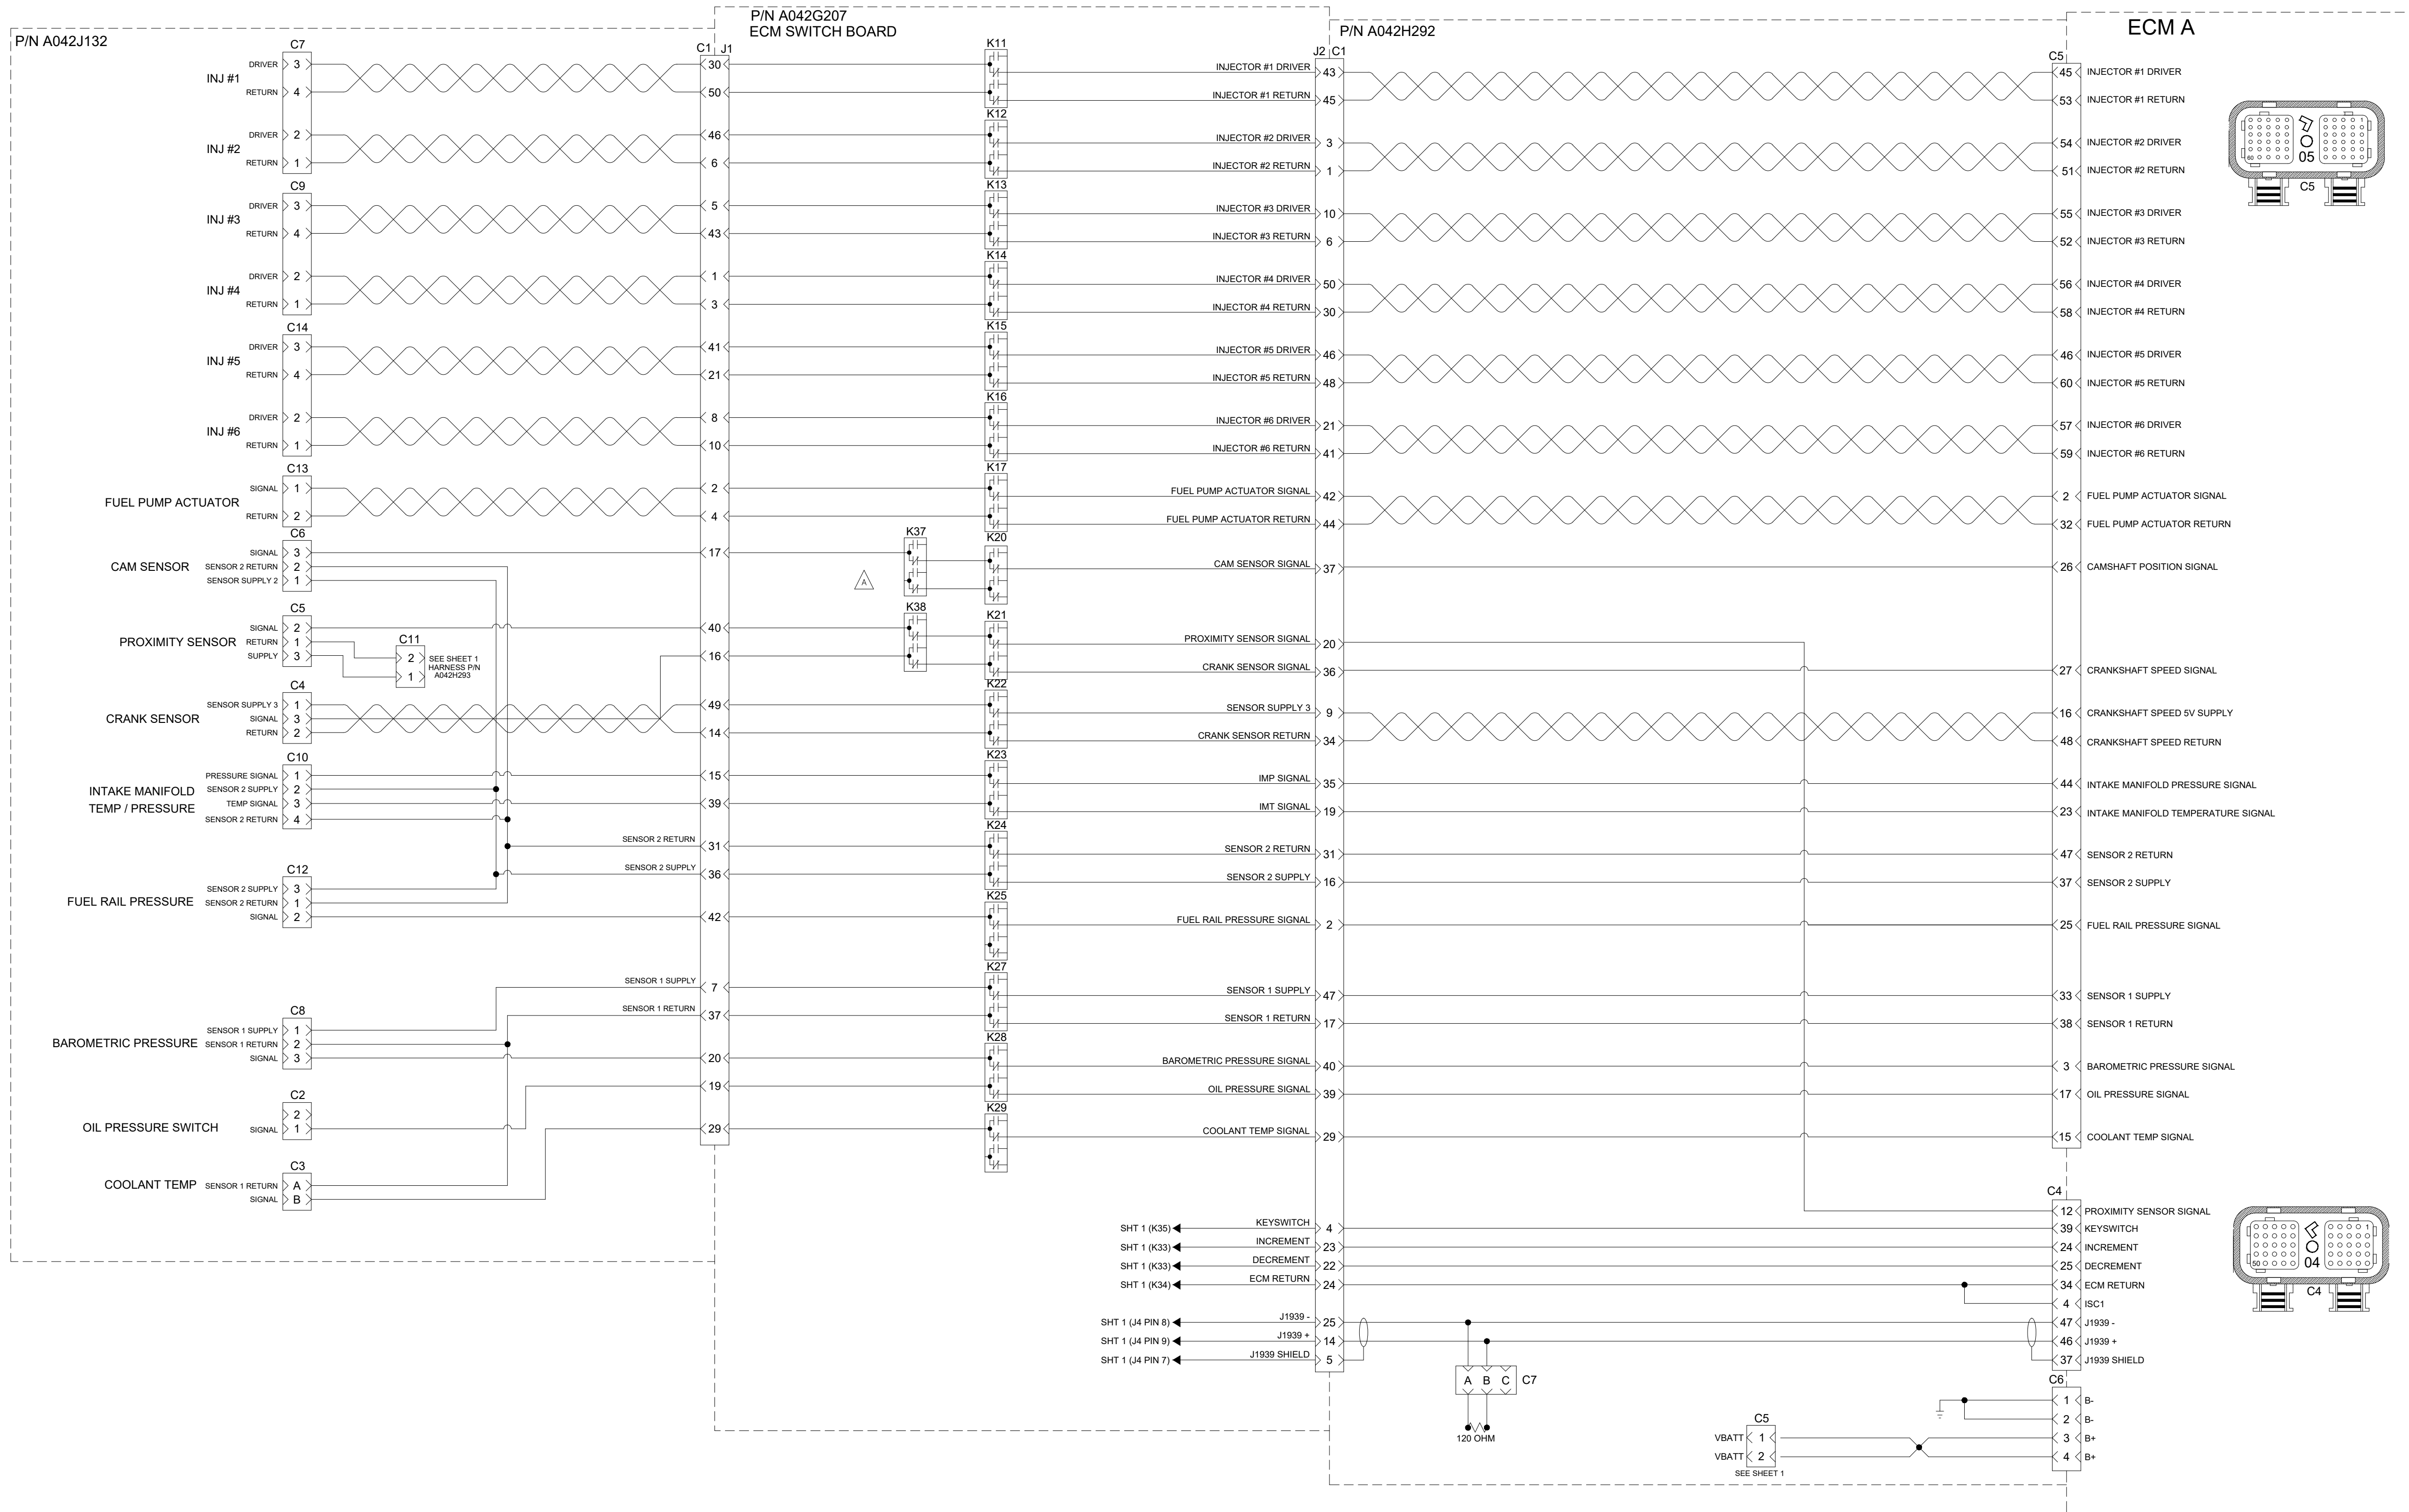 P/N A042J132
P/N A042G207
ECM SWITCH BOARD
P/N A042H292
ECM A
C7
INJ #1
DRIVER 3
RETURN 4
INJ #2
DRIVER 2
RETURN 1
C9
INJ #3
DRIVER 3
RETURN 4
INJ #4
DRIVER 2
RETURN 1
C14
INJ #5
DRIVER 3
RETURN 4
INJ #6
DRIVER 2
RETURN 1
C13
FUEL PUMP ACTUATOR
SIGNAL 1
RETURN 2
C6
CAM SENSOR
SIGNAL 3
SENSOR 2 RETURN 2
SENSOR SUPPLY 2 1
C5
PROXIMITY SENSOR
SIGNAL 2
RETURN 1
SUPPLY 3
C11
2
1
SEE SHEET 1
HARNESS P/N
A042H293
C4
CRANK SENSOR
SENSOR SUPPLY 3 1
SIGNAL 3
RETURN 2
C10
INTAKE MANIFOLD
TEMP / PRESSURE
PRESSURE SIGNAL 1
SENSOR 2 SUPPLY 2
TEMP SIGNAL 3
SENSOR 2 RETURN 4
C12
FUEL RAIL PRESSURE
SENSOR 2 SUPPLY 3
SENSOR 2 RETURN 1
SIGNAL 2
C8
BAROMETRIC PRESSURE
SENSOR 1 SUPPLY 1
SENSOR 1 RETURN 2
SIGNAL 3
C2
OIL PRESSURE SWITCH
2
SIGNAL 1
C3
COOLANT TEMP
SENSOR 1 RETURN A
SIGNAL B
C1 J1
30
50
46
6
5
43
1
3
41
21
8
10
2
4
17
40
16
49
14
15
39
SENSOR 2 RETURN 31
SENSOR 2 SUPPLY 36
42
SENSOR 1 SUPPLY 7
SENSOR 1 RETURN 37
20
19
29
K11
K12
K13
K14
K15
K16
K17
K37
K20
A
K38
K21
K22
K23
K24
K25
K27
K28
K29
J2 C1
INJECTOR #1 DRIVER 43
INJECTOR #1 RETURN 45
INJECTOR #2 DRIVER 3
INJECTOR #2 RETURN 1
INJECTOR #3 DRIVER 10
INJECTOR #3 RETURN 6
INJECTOR #4 DRIVER 50
INJECTOR #4 RETURN 30
INJECTOR #5 DRIVER 46
INJECTOR #5 RETURN 48
INJECTOR #6 DRIVER 21
INJECTOR #6 RETURN 41
FUEL PUMP ACTUATOR SIGNAL 42
FUEL PUMP ACTUATOR RETURN 44
CAM SENSOR SIGNAL 37
PROXIMITY SENSOR SIGNAL 20
CRANK SENSOR SIGNAL 36
SENSOR SUPPLY 3 9
CRANK SENSOR RETURN 34
IMP SIGNAL 35
IMT SIGNAL 19
SENSOR 2 RETURN 31
SENSOR 2 SUPPLY 16
FUEL RAIL PRESSURE SIGNAL 2
SENSOR 1 SUPPLY 47
SENSOR 1 RETURN 17
BAROMETRIC PRESSURE SIGNAL 40
OIL PRESSURE SIGNAL 39
COOLANT TEMP SIGNAL 29
SHT 1 (K35) KEYSWITCH 4
SHT 1 (K33) INCREMENT 23
SHT 1 (K33) DECREMENT 22
SHT 1 (K34) ECM RETURN 24
SHT 1 (J4 PIN 8) J1939 - 25
SHT 1 (J4 PIN 9) J1939 + 14
SHT 1 (J4 PIN 7) J1939 SHIELD 5
A B C C7
120 OHM
C5
VBATT 1
VBATT 2
SEE SHEET 1
C5
45 INJECTOR #1 DRIVER
53 INJECTOR #1 RETURN
54 INJECTOR #2 DRIVER
51 INJECTOR #2 RETURN
55 INJECTOR #3 DRIVER
52 INJECTOR #3 RETURN
56 INJECTOR #4 DRIVER
58 INJECTOR #4 RETURN
46 INJECTOR #5 DRIVER
60 INJECTOR #5 RETURN
57 INJECTOR #6 DRIVER
59 INJECTOR #6 RETURN
2 FUEL PUMP ACTUATOR SIGNAL
32 FUEL PUMP ACTUATOR RETURN
26 CAMSHAFT POSITION SIGNAL
27 CRANKSHAFT SPEED SIGNAL
16 CRANKSHAFT SPEED 5V SUPPLY
48 CRANKSHAFT SPEED RETURN
44 INTAKE MANIFOLD PRESSURE SIGNAL
23 INTAKE MANIFOLD TEMPERATURE SIGNAL
47 SENSOR 2 RETURN
37 SENSOR 2 SUPPLY
25 FUEL RAIL PRESSURE SIGNAL
33 SENSOR 1 SUPPLY
38 SENSOR 1 RETURN
3 BAROMETRIC PRESSURE SIGNAL
17 OIL PRESSURE SIGNAL
15 COOLANT TEMP SIGNAL
C4
12 PROXIMITY SENSOR SIGNAL
39 KEYSWITCH
24 INCREMENT
25 DECREMENT
34 ECM RETURN
4 ISC1
47 J1939 -
46 J1939 +
37 J1939 SHIELD
C6
1 B-
2 B-
3 B+
4 B+
1
60
05
C5
1
50
04
C4